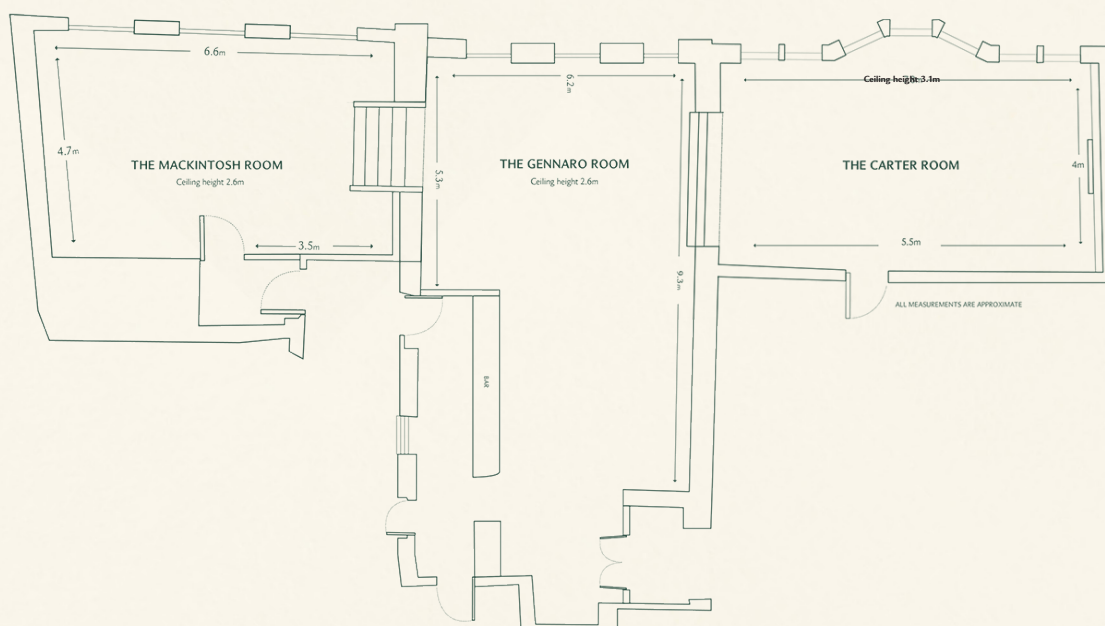 6.6m
4.7m
THE MACKINTOSH ROOM
Ceiling height 2.6m
3.5m
6.2m
5.3m
THE GENNARO ROOM
Ceiling height 2.6m
9.3m
BAR
Ceiling height 3.1m
THE CARTER ROOM
4m
5.5m
ALL MEASUREMENTS ARE APPROXIMATE